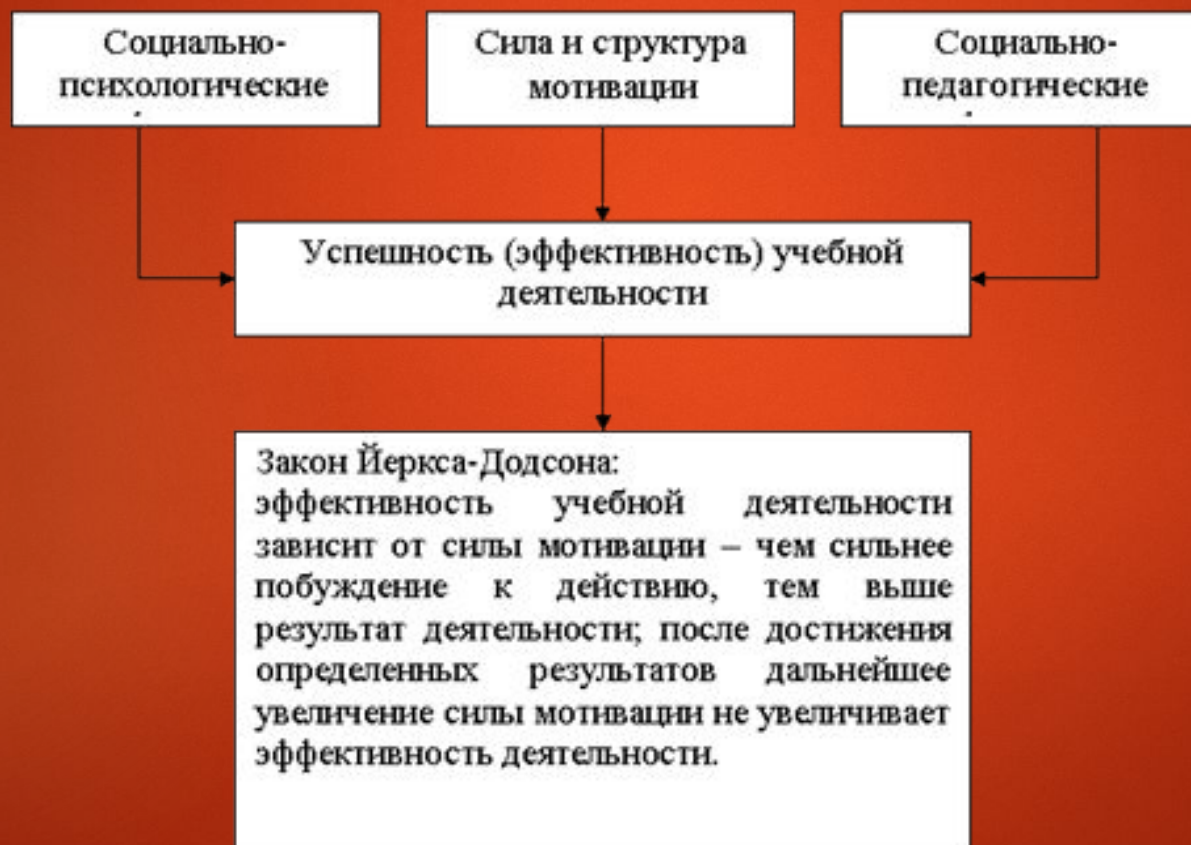 Социально-
психологические
Сила и структура
мотивации
Социально-
педагогические
Успешность (эффективность) учебной
деятельности
Закон Йеркса-Додсона:
эффективность учебной деятельности
зависит от силы мотивации – чем сильнее
побуждение к действию, тем выше
результат деятельности; после достижения
определенных результатов дальнейшее
увеличение силы мотивации не увеличивает
эффективность деятельности.